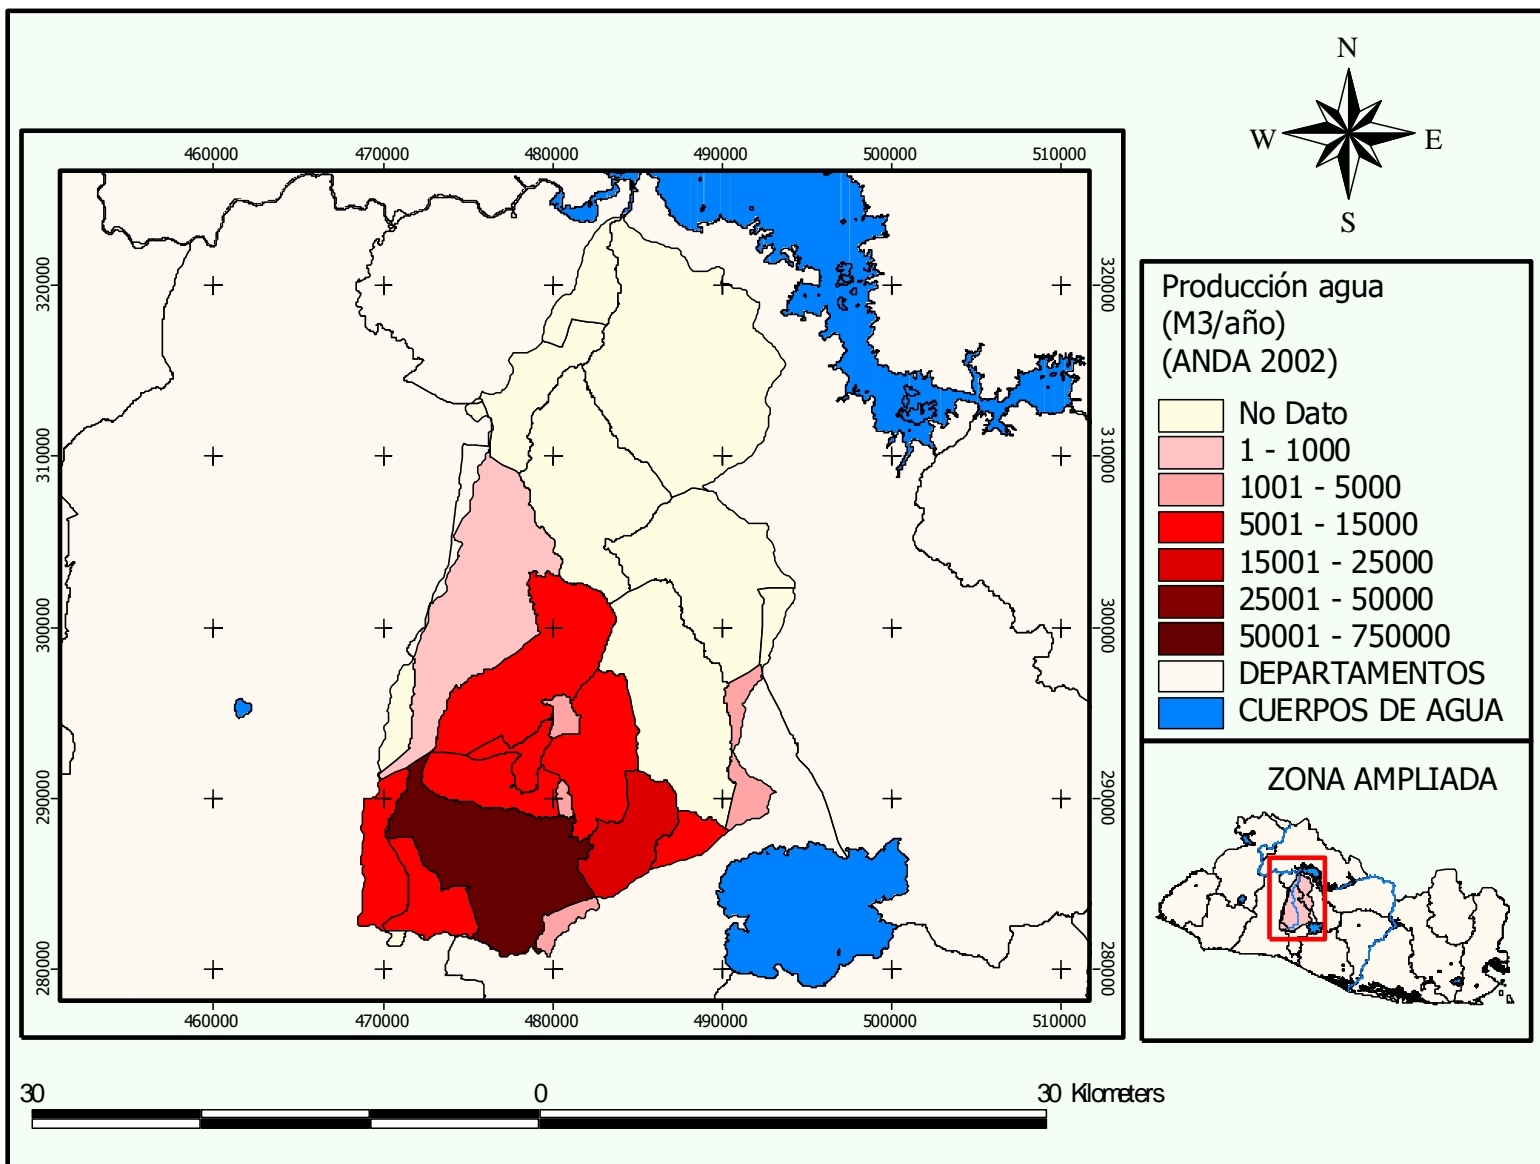 N
W E
S
460000 470000 480000 490000 500000 510000
320000 320000
310000 310000
300000 300000
290000 290000
280000 280000
460000 470000 480000 490000 500000 510000
Producción agua
(M3/año)
(ANDA 2002)
No Dato
1 - 1000
1001 - 5000
5001 - 15000
15001 - 25000
25001 - 50000
50001 - 750000
DEPARTAMENTOS
CUERPOS DE AGUA
ZONA AMPLIADA
30 0 30 Kilometers